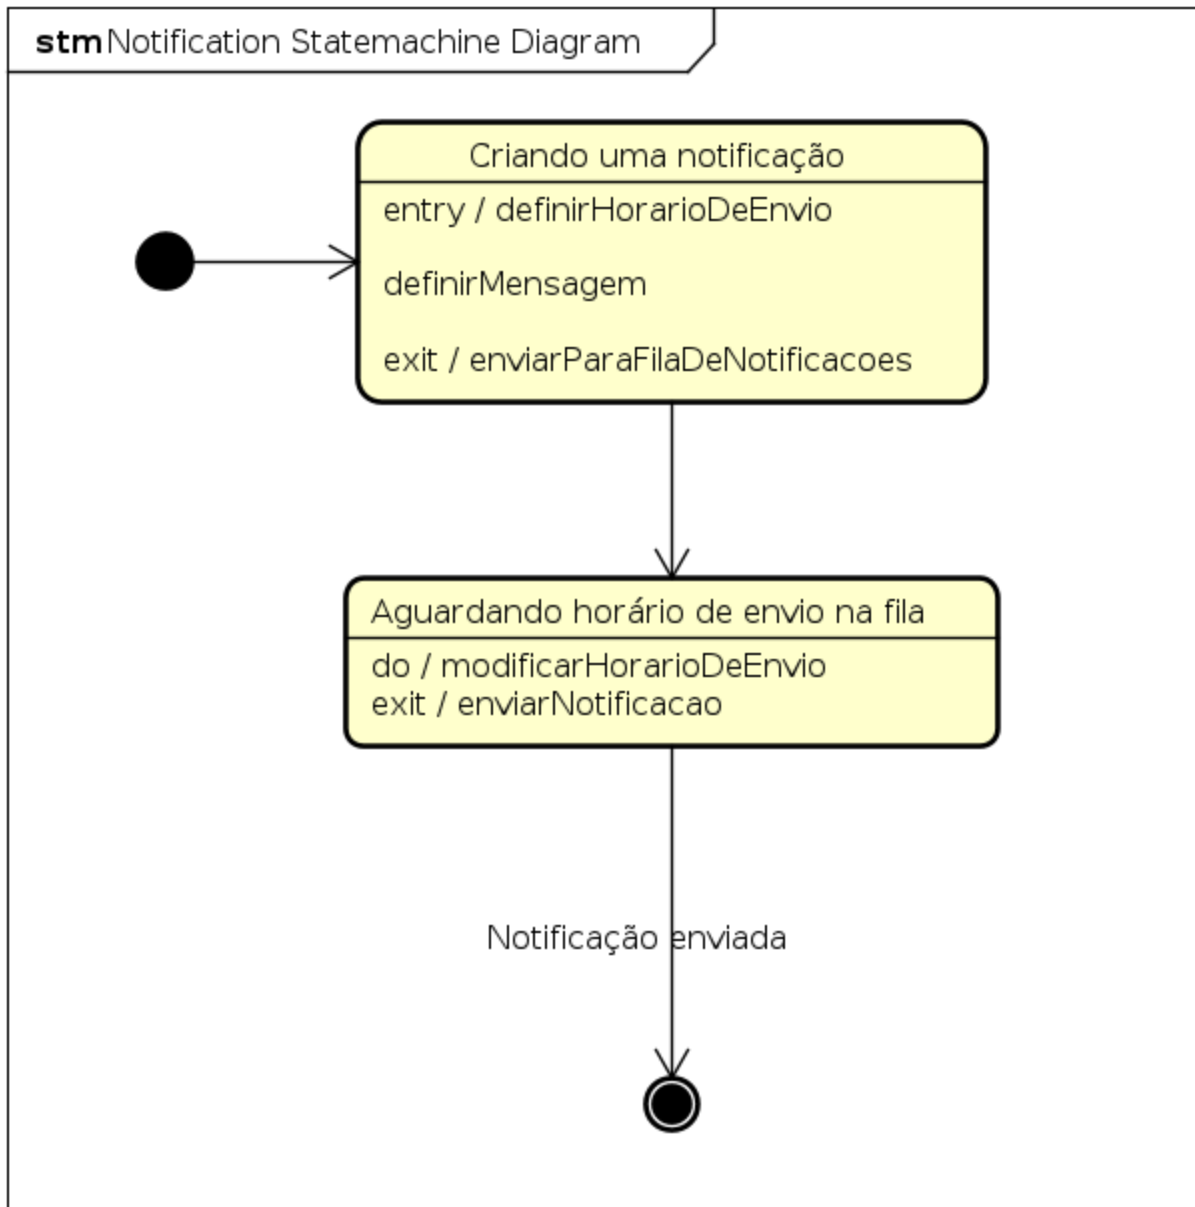 stm Notification Statemachine Diagram
Criando uma notificação
entry / definirHorarioDeEnvio
definirMensagem
exit / enviarParaFilaDeNotificacoes
Aguardando horário de envio na fila
do / modificarHorarioDeEnvio
exit / enviarNotificacao
Notificação enviada